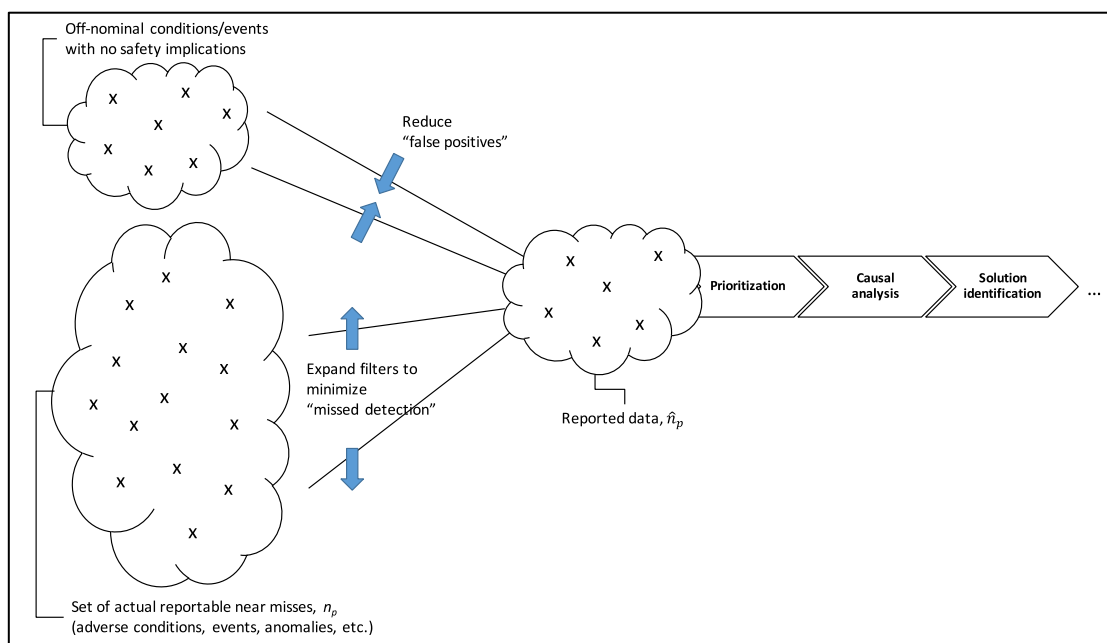 Off-nominal conditions/events
with no safety implications
X
X
X
X
X
X
X
Reduce
“false positives”
X
X
X
X
X
X
X
X
X
X
X
X
X
X
Expand filters to
minimize
“missed detection”
X
X
X
X
X
X
Prioritization
Causal
analysis
Solution
identification
...
Reported data, n̂ₚ
Set of actual reportable near misses, nₚ
(adverse conditions, events, anomalies, etc.)